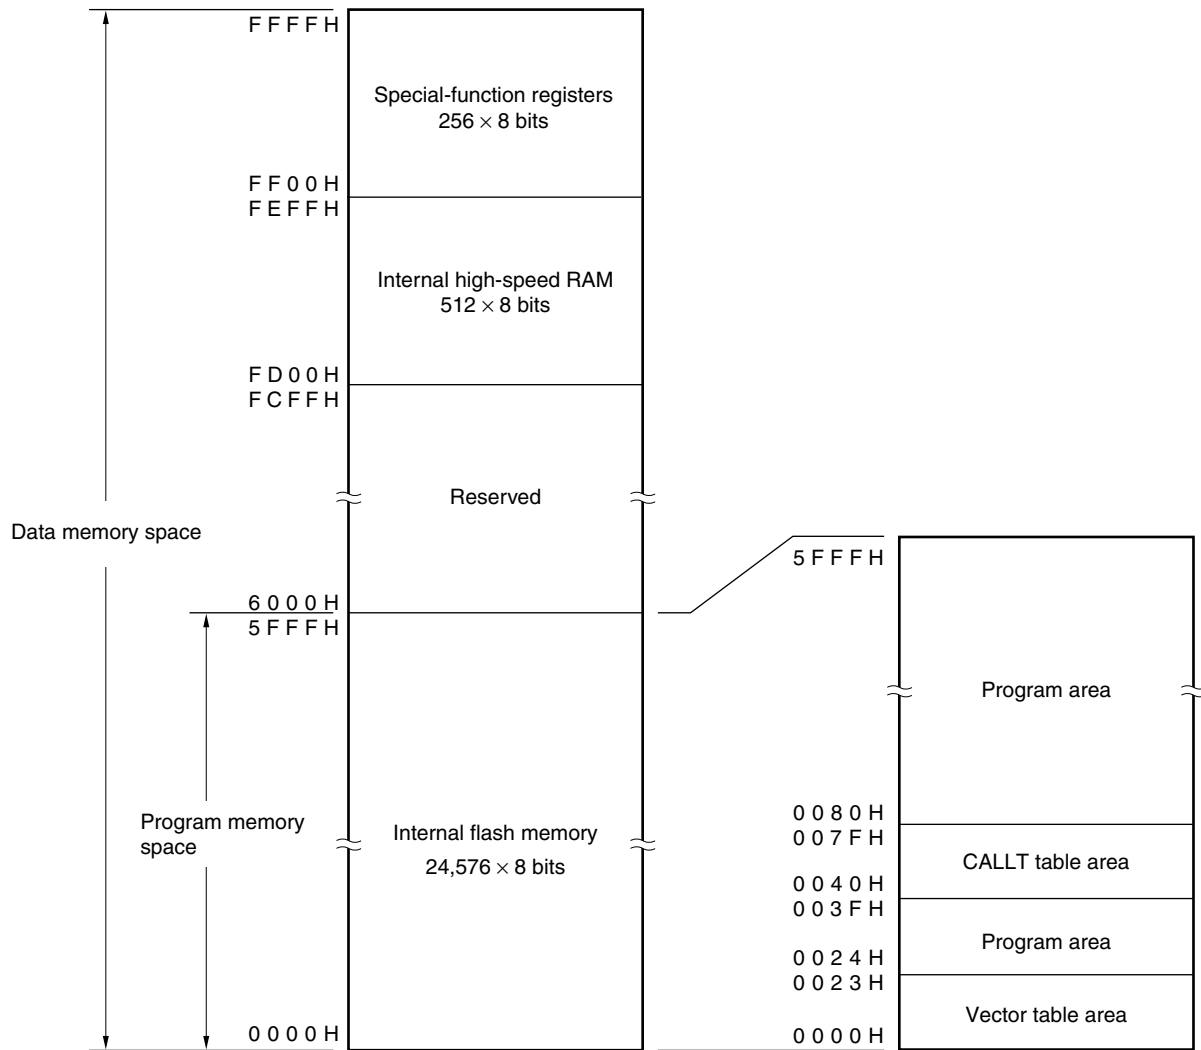 FFFFH
Special-function registers
256 × 8 bits
FF00H
FEFFH
Internal high-speed RAM
512 × 8 bits
FD00H
FCFFH
Reserved
Data memory space
6000H
5FFFH
Program memory
space
Internal flash memory
24,576 × 8 bits
0000H
5FFFH
Program area
0080H
007FH
CALLT table area
0040H
003FH
Program area
0024H
0023H
Vector table area
0000H